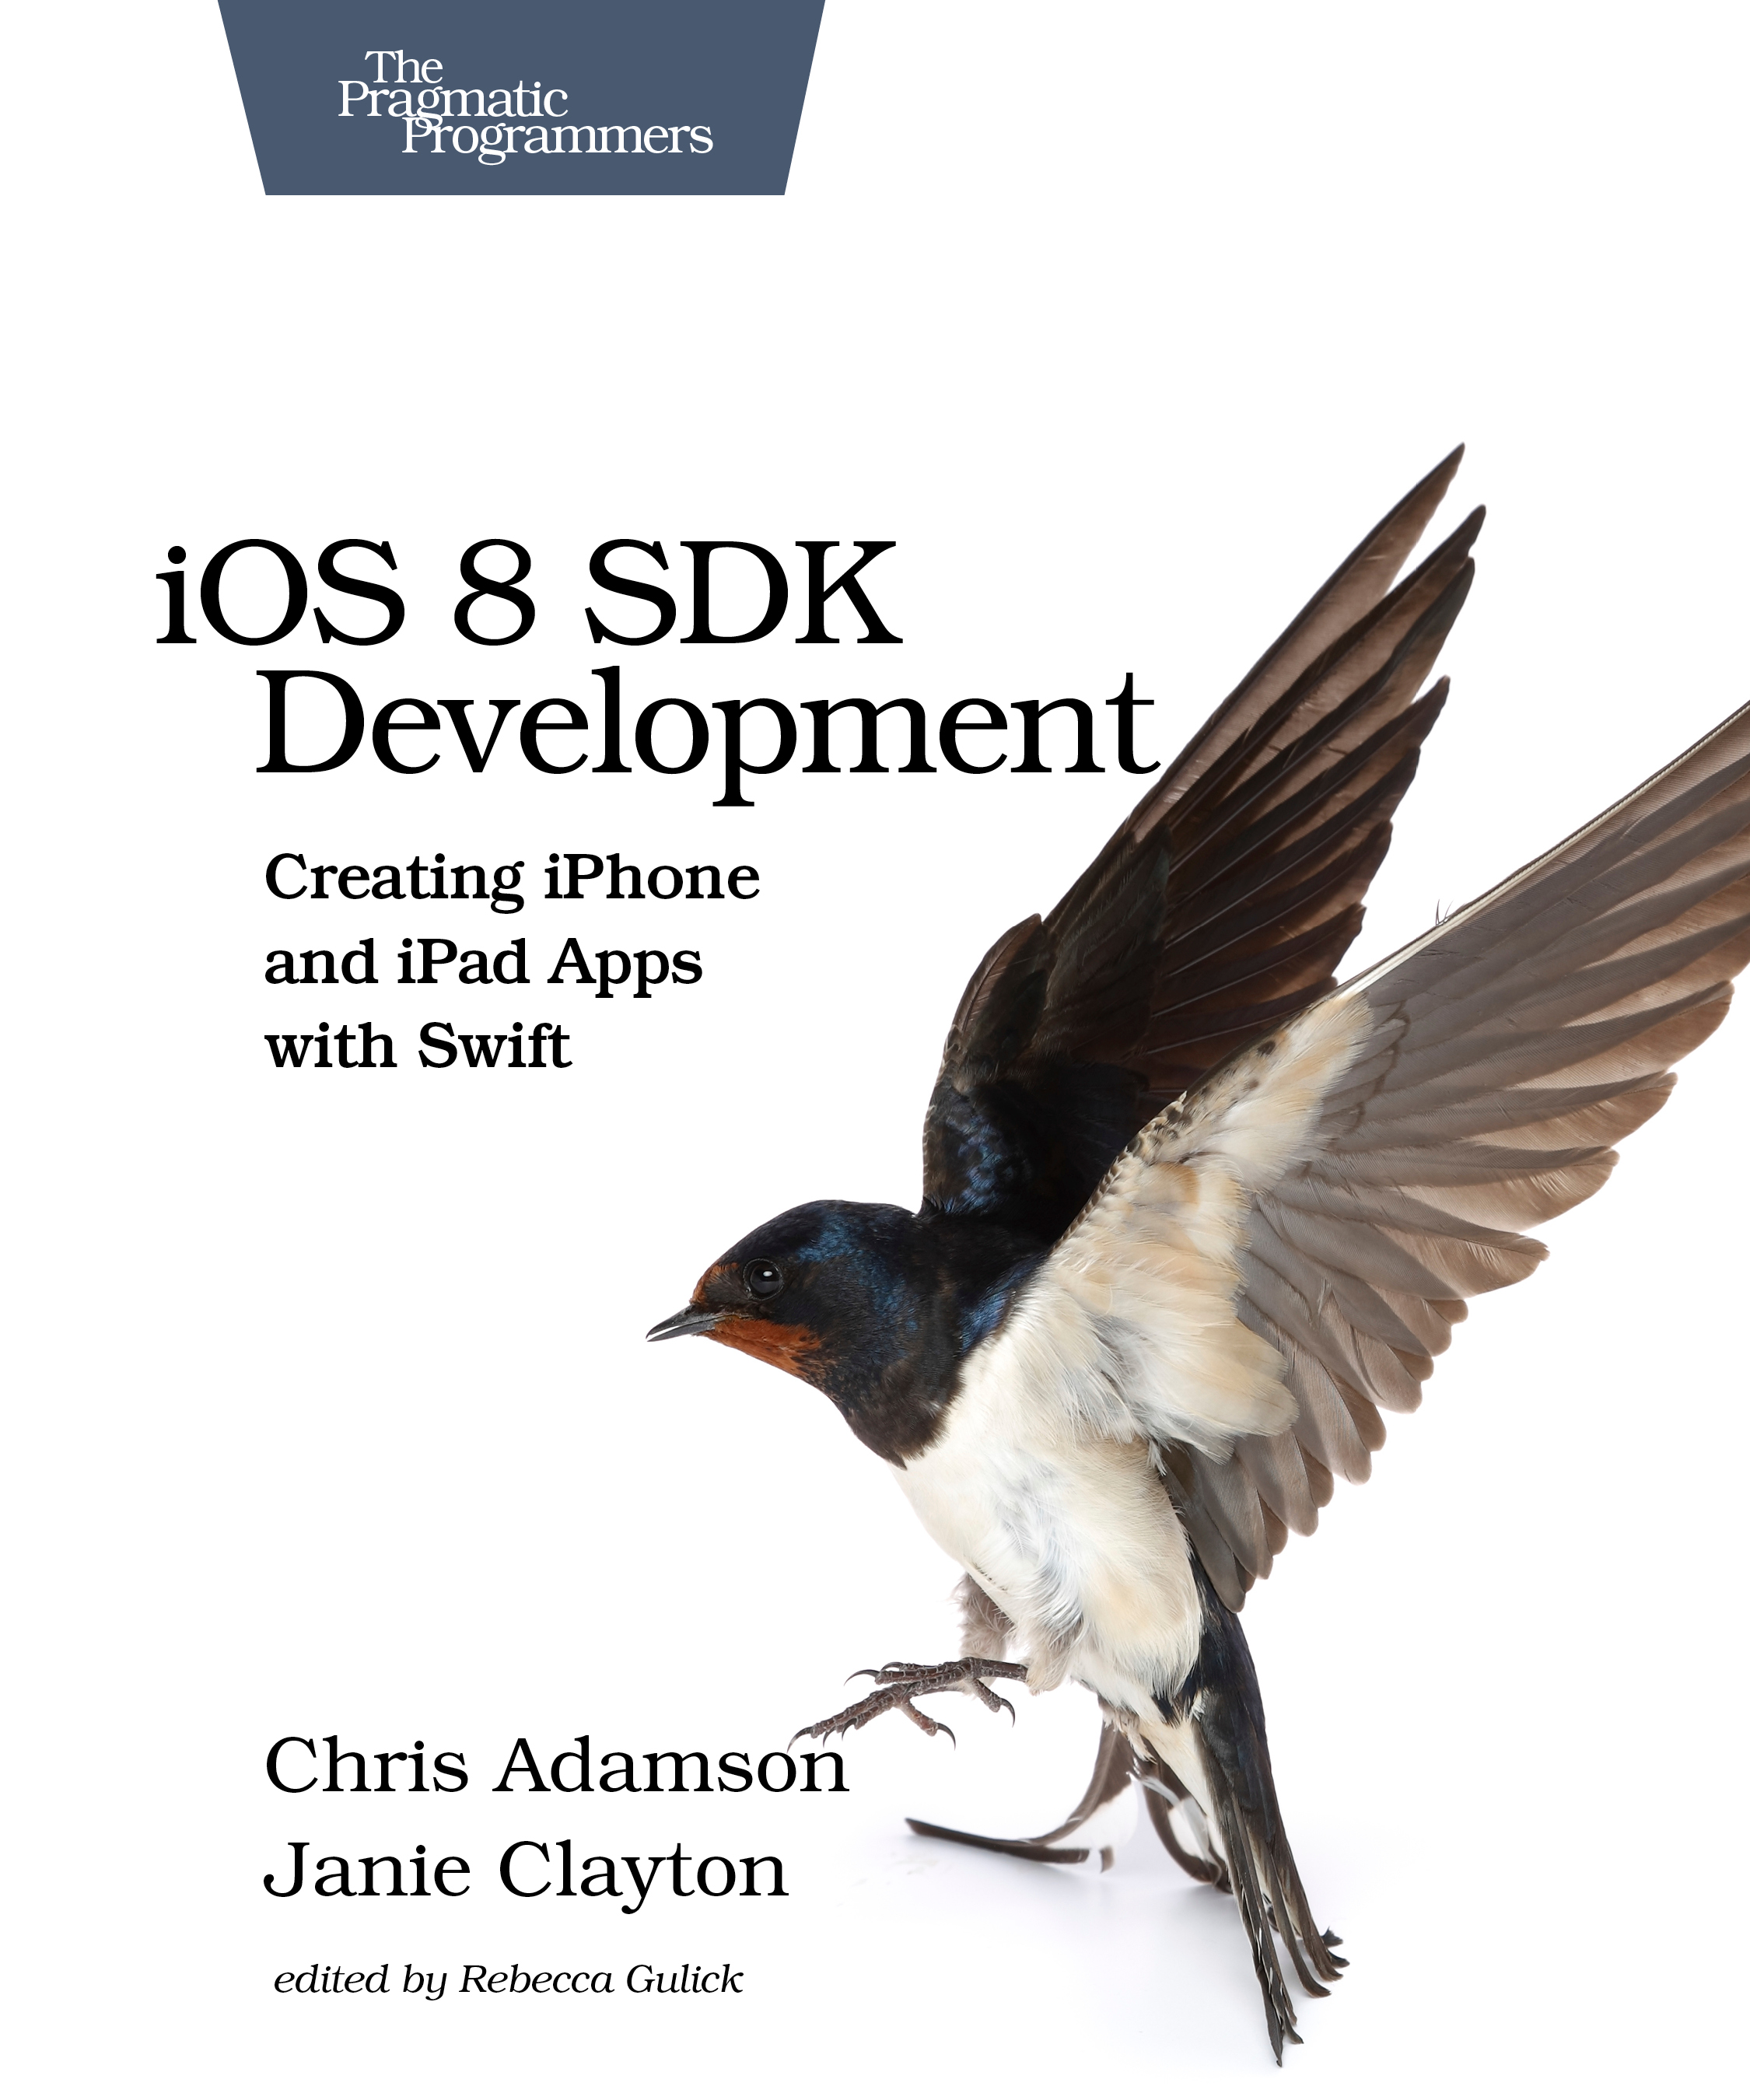 The
Pragmatic
Programmers
iOS 8 SDK
Development
Creating iPhone
and iPad Apps
with Swift
Chris Adamson
Janie Clayton
edited by Rebecca Gulick